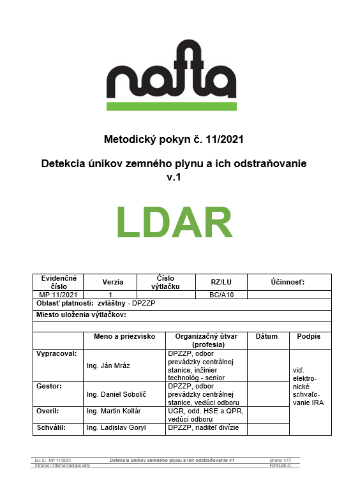 nafta
Metodický pokyn č. 11/2021
Detekcia únikov zemného plynu a ich odstraňovanie
v.1
LDAR
Evidenčné číslo Verzia Číslo výtlačku RZ/LU Účinnosť:
MP 11/2021 1 BC/A10
Oblasť platnosti: zvláštny - DPZZP
Miesto uloženia výtlačkov:
Meno a priezvisko Organizačný útvar (profesia) Dátum Podpis
Vypracoval: Ing. Ján Mráz DPZZP, odbor prevádzky centrálnej stanice, inžinier technológ - senior
Gestor: Ing. Daniel Sobolič DPZZP, odbor prevádzky centrálnej stanice, vedúci odboru
Overil: Ing. Martin Kollár UGR, odd. HSE a QPR, vedúci odboru
Schválil: Ing. Ladislav Goryl DPZZP, riaditeľ divízie
viď. elektro-
nické
schvaľo-
vanie IRA
Ev. č.: MP 11/2021 Detekcia únikov zemného plynu a ich odstraňovanie v1 Strana 1/17
Formulár č.: